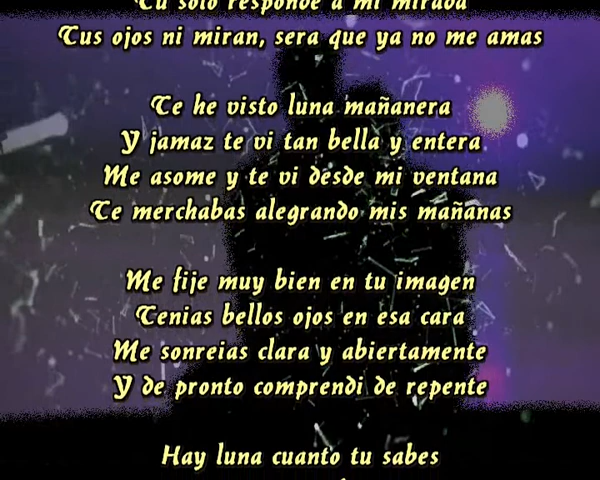 Tu solo responde a mi mirada
Tus ojos ni miran, sera que ya no me amas
Te he visto luna mañanera
Y jamaz te vi tan bella y entera
Me asome y te vi desde mi ventana
Te merchabas alegrando mis mañanas
Me fije muy bien en tu imagen
Tenias bellos ojos en esa cara
Me sonreias clara y abiertamente
Y de pronto comprendi de repente
Hay luna cuanto tu sabes